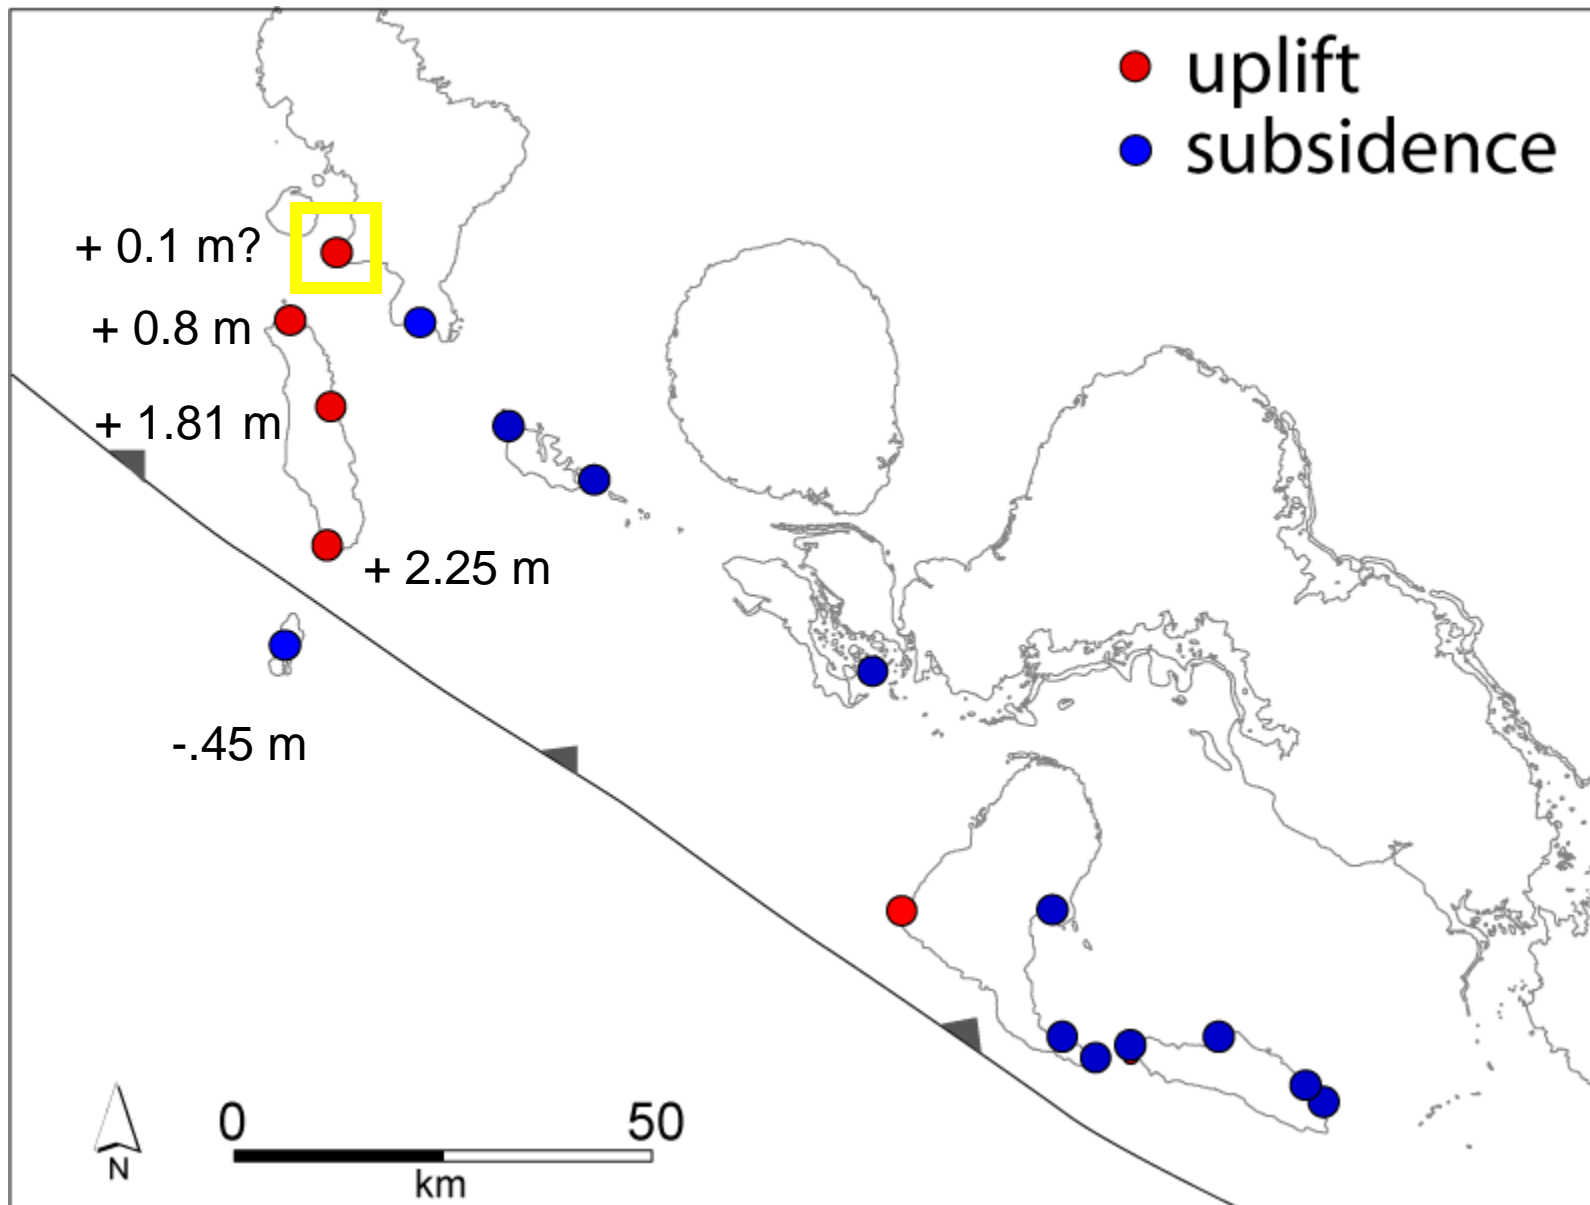 uplift
subsidence
+ 0.1 m?
+ 0.8 m
+ 1.81 m
+ 2.25 m
-.45 m
0 50
km
N